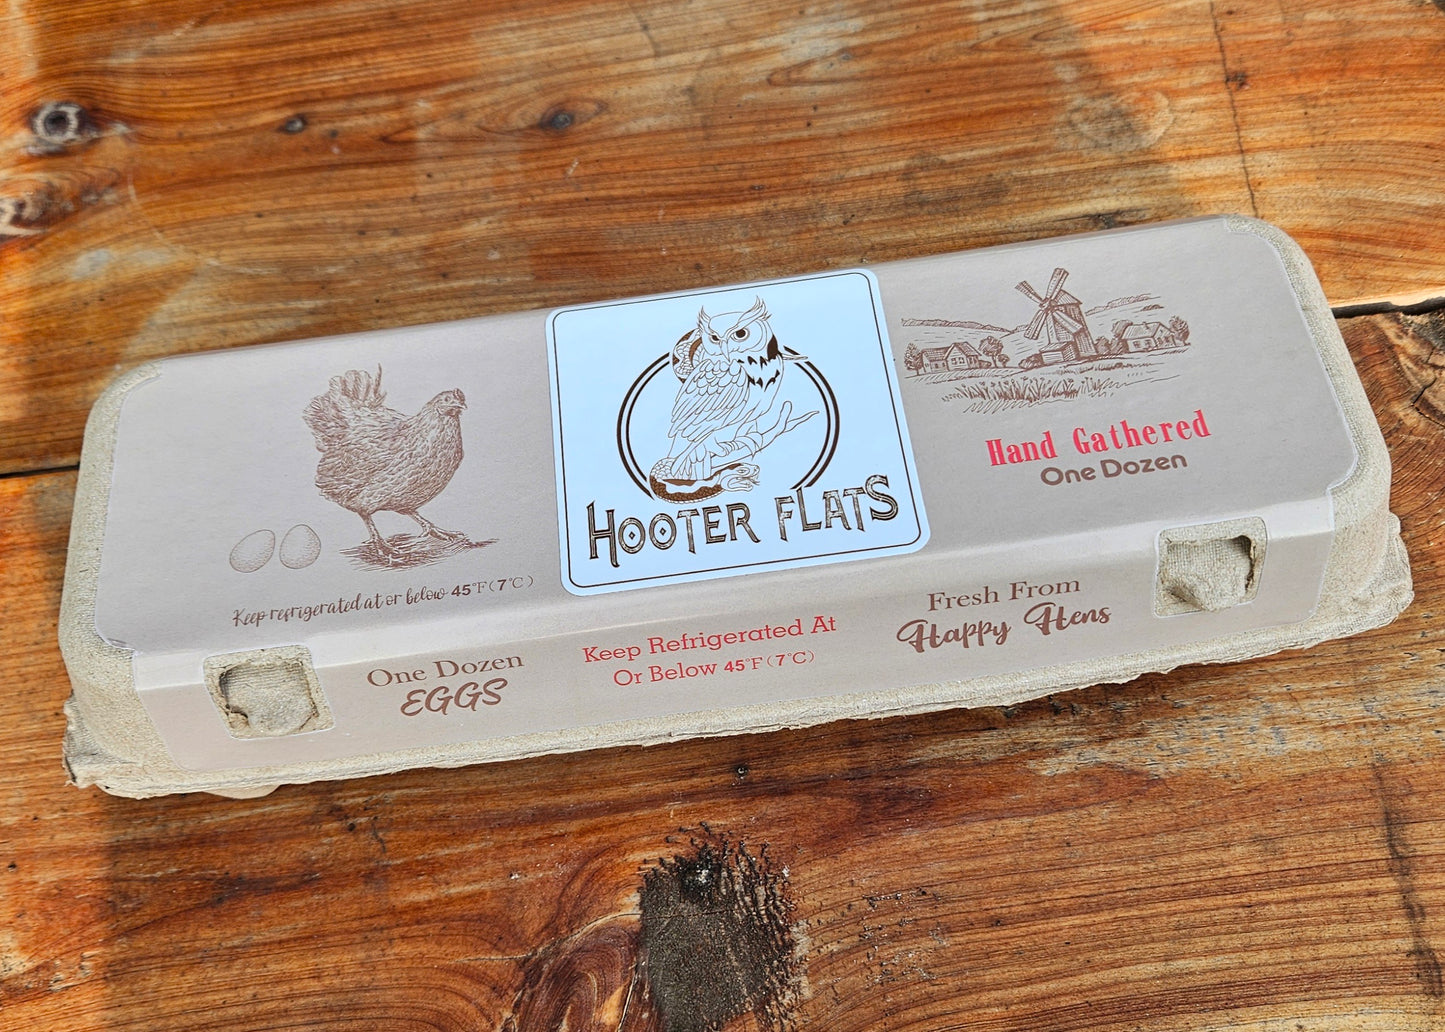 HOOTER FLATS
Hand Gathered
One Dozen
Keep refrigerated at or below 45°F(7°C)
One Dozen
EGGS
Keep Refrigerated At
Or Below 45°F(7°C)
Fresh From
Happy Hens